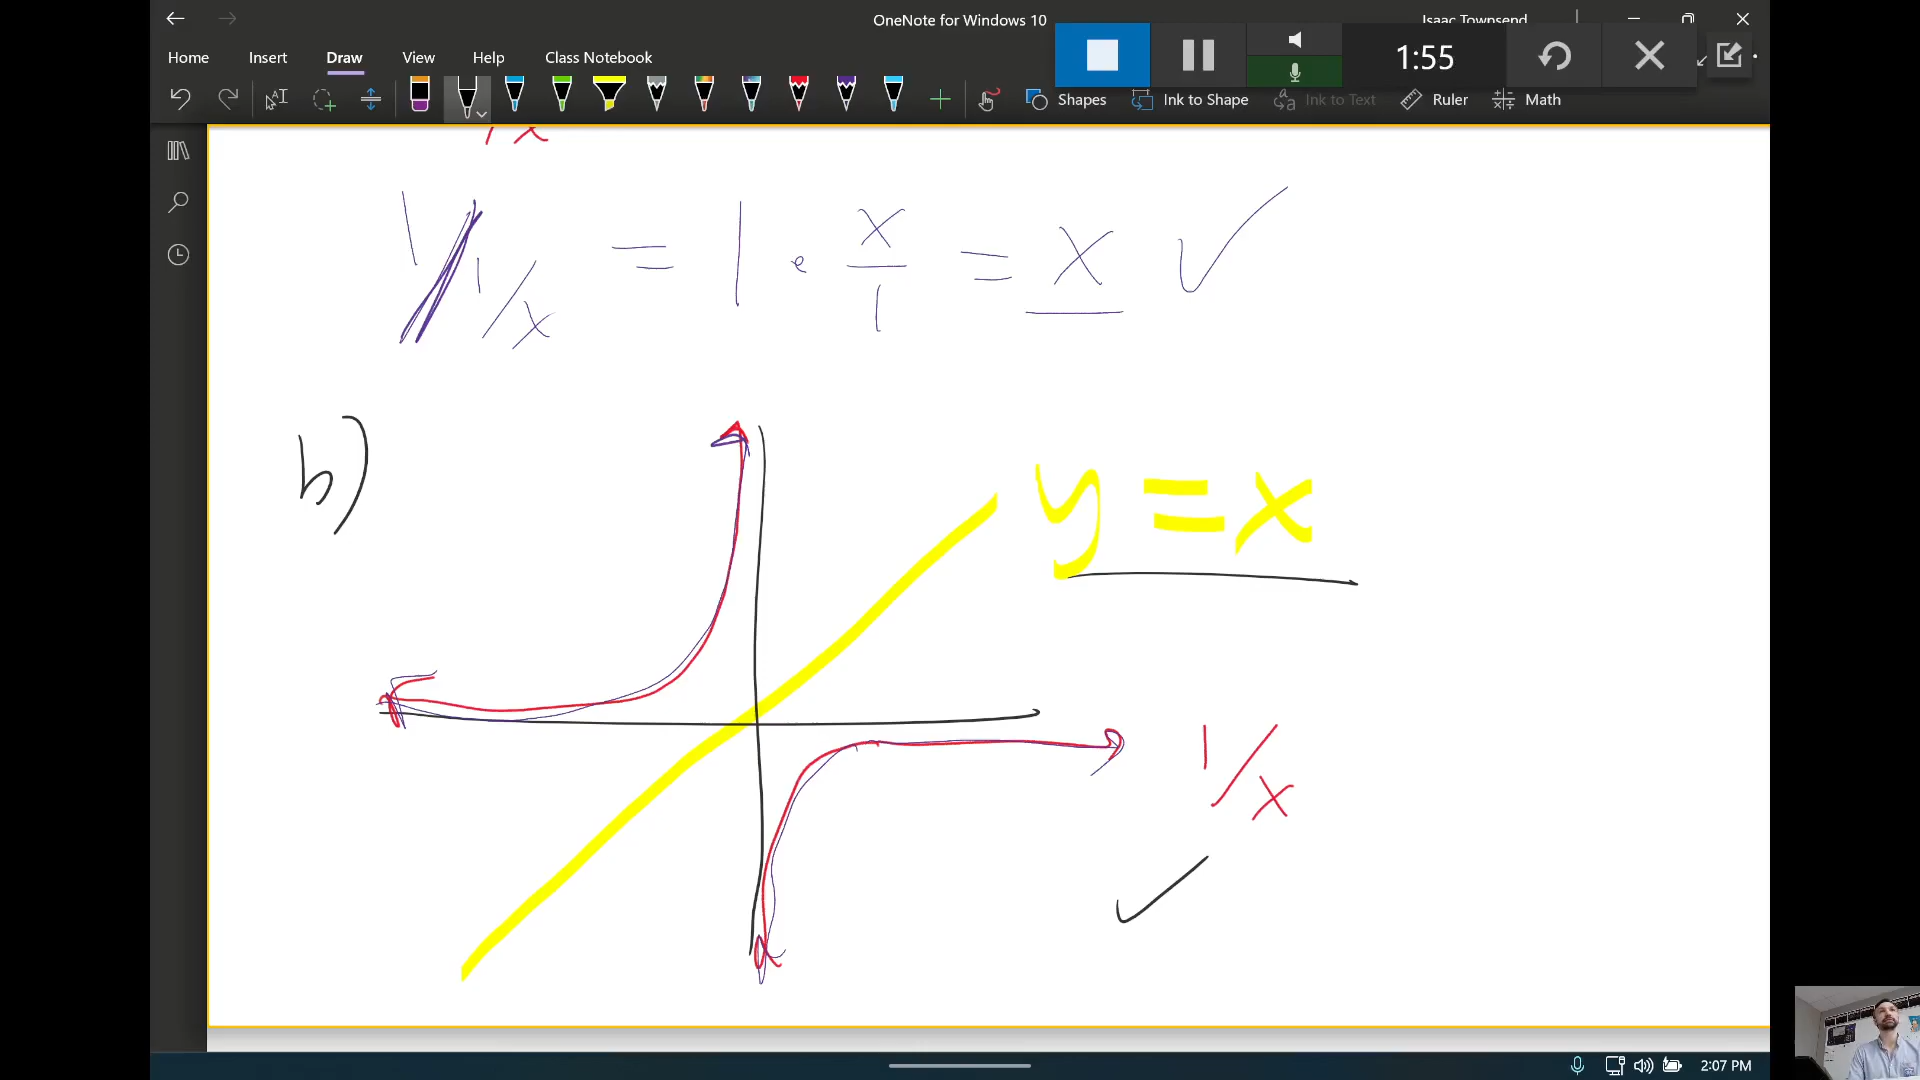 OneNote for Windows 10
Isaac Townsend
Home Insert Draw View Help Class Notebook
1:55
Shapes Ink to Shape Ink to Text Ruler Math
1/x = 1 · x/1 = x ✓
b)
y = x
1/x
✓
2:07 PM